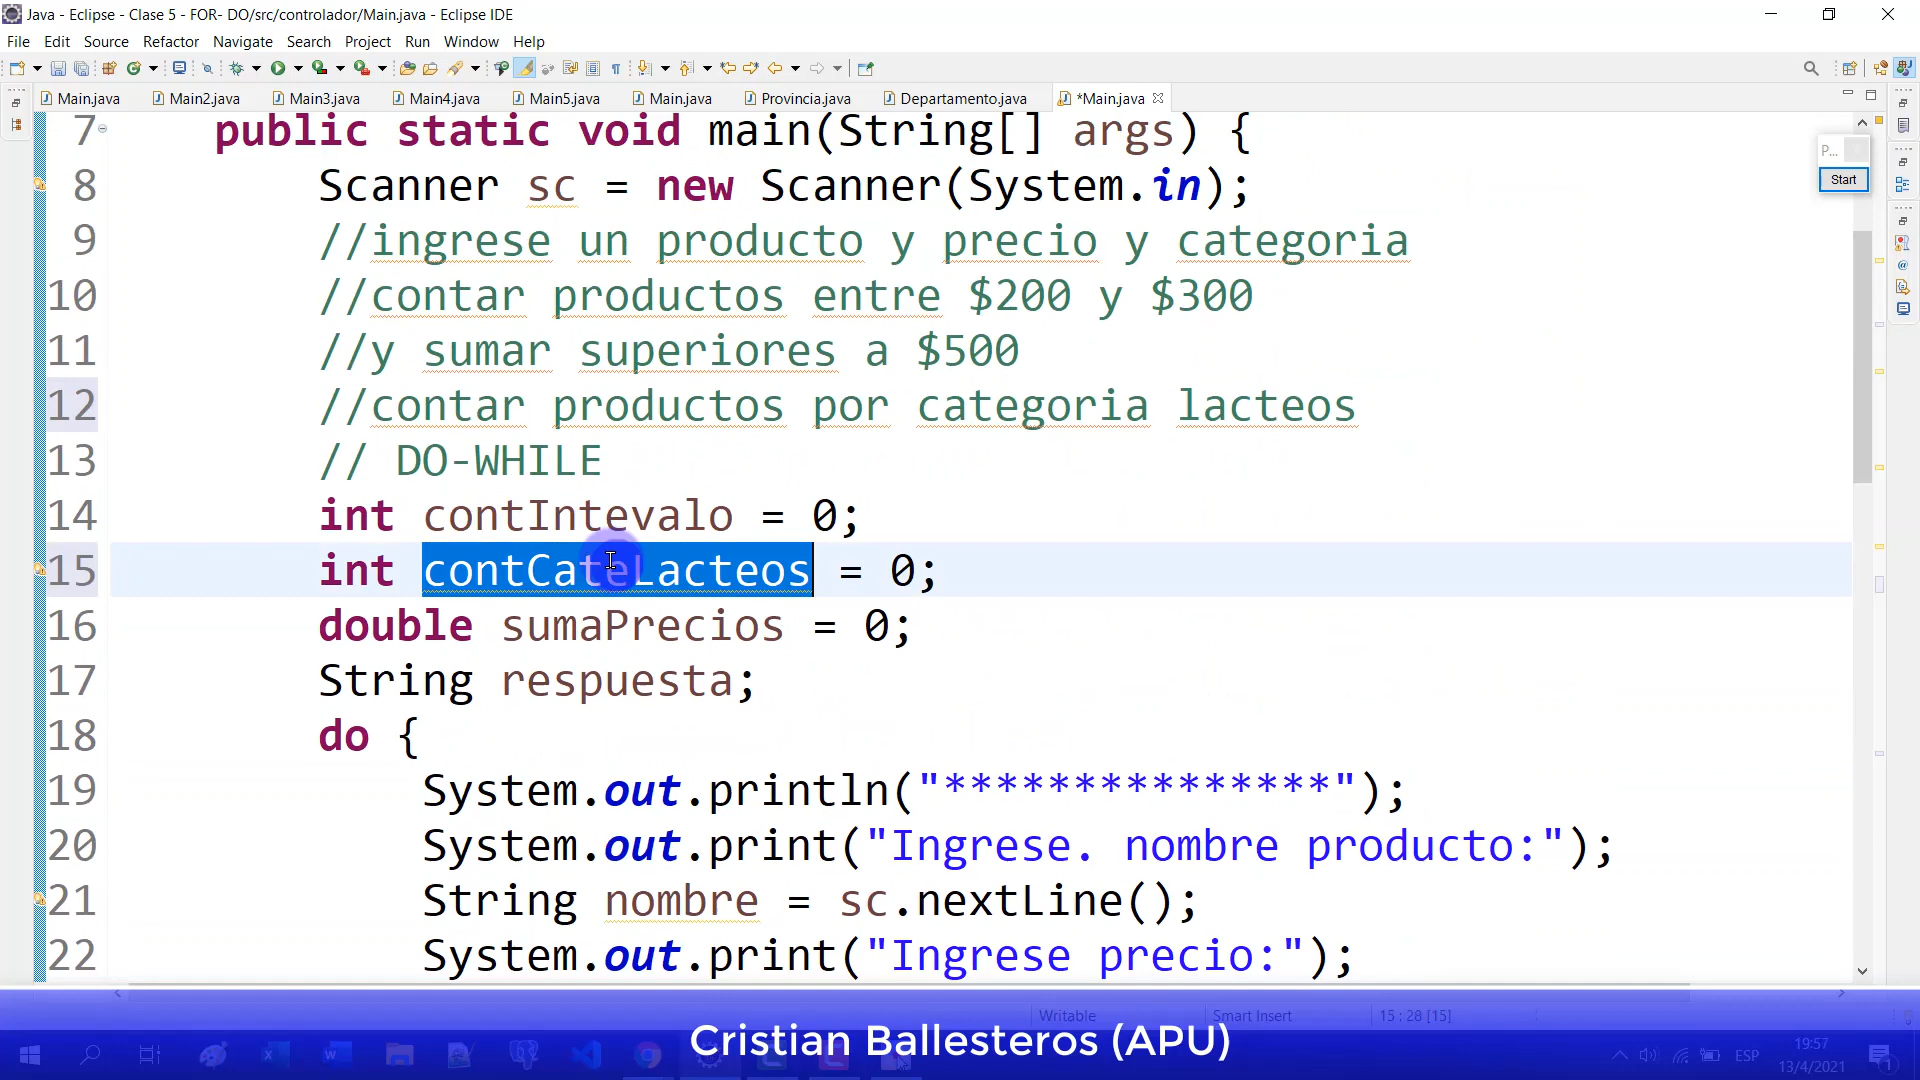 Java - Eclipse - Clase 5 - FOR- DO/src/controlador/Main.java - Eclipse IDE
File Edit Source Refactor Navigate Search Project Run Window Help
Main.java Main2.java Main3.java Main4.java Main5.java Main.java Provincia.java Departamento.java *Main.java
7 public static void main(String[] args) {
P...
8 Scanner sc = new Scanner(System.in);
Start
9 //ingrese un producto y precio y categoria
10 //contar productos entre $200 y $300
11 //y sumar superiores a $500
12 //contar productos por categoria lacteos
13 // DO-WHILE
14 int contIntevalo = 0;
15 int contCateLacteos = 0;
16 double sumaPrecios = 0;
17 String respuesta;
18 do {
19 System.out.println("***************");
20 System.out.print("Ingrese. nombre producto:");
21 String nombre = sc.nextLine();
22 System.out.print("Ingrese precio:");
Writable Smart Insert 15 : 28 [15]
Cristian Ballesteros (APU)
ESP
19:57
13/4/2021